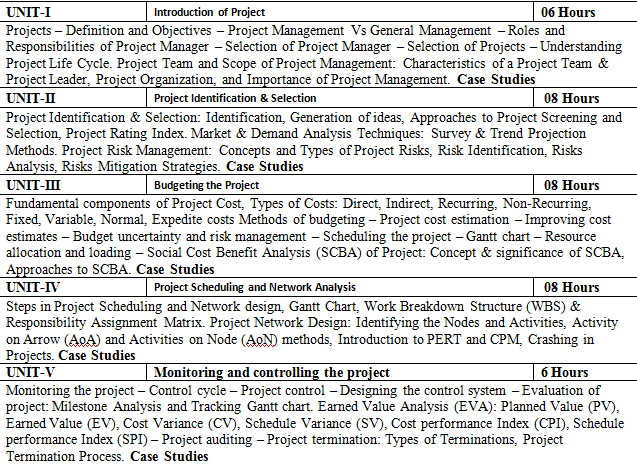 UNIT-I Introduction of Project 06 Hours
Projects – Definition and Objectives – Project Management Vs General Management – Roles and
Responsibilities of Project Manager – Selection of Project Manager – Selection of Projects – Understanding
Project Life Cycle. Project Team and Scope of Project Management: Characteristics of a Project Team &
Project Leader, Project Organization, and Importance of Project Management. Case Studies
UNIT-II Project Identification & Selection 08 Hours
Project Identification & Selection: Identification, Generation of ideas, Approaches to Project Screening and
Selection, Project Rating Index. Market & Demand Analysis Techniques: Survey & Trend Projection
Methods. Project Risk Management: Concepts and Types of Project Risks, Risk Identification, Risks
Analysis, Risks Mitigation Strategies. Case Studies
UNIT-III Budgeting the Project 08 Hours
Fundamental components of Project Cost, Types of Costs: Direct, Indirect, Recurring, Non-Recurring,
Fixed, Variable, Normal, Expedite costs Methods of budgeting – Project cost estimation – Improving cost
estimates – Budget uncertainty and risk management – Scheduling the project – Gantt chart – Resource
allocation and loading – Social Cost Benefit Analysis (SCBA) of Project: Concept & significance of SCBA,
Approaches to SCBA. Case Studies
UNIT-IV Project Scheduling and Network Analysis 08 Hours
Steps in Project Scheduling and Network design, Gantt Chart, Work Breakdown Structure (WBS) &
Responsibility Assignment Matrix. Project Network Design: Identifying the Nodes and Activities, Activity
on Arrow (AoA) and Activities on Node (AoN) methods, Introduction to PERT and CPM, Crashing in
Projects. Case Studies
UNIT-V Monitoring and controlling the project 6 Hours
Monitoring the project – Control cycle – Project control – Designing the control system – Evaluation of
project: Milestone Analysis and Tracking Gantt chart. Earned Value Analysis (EVA): Planned Value (PV),
Earned Value (EV), Cost Variance (CV), Schedule Variance (SV), Cost performance Index (CPI), Schedule
performance Index (SPI) – Project auditing – Project termination: Types of Terminations, Project
Termination Process. Case Studies